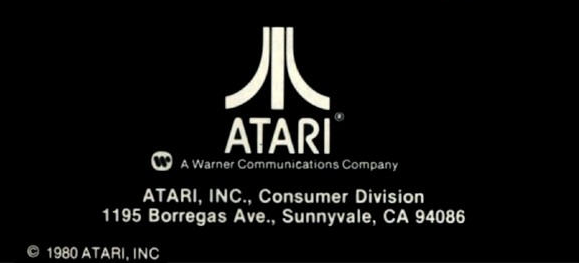 ATARI®
W A Warner Communications Company
ATARI, INC., Consumer Division
1195 Borregas Ave., Sunnyvale, CA 94086
© 1980 ATARI, INC